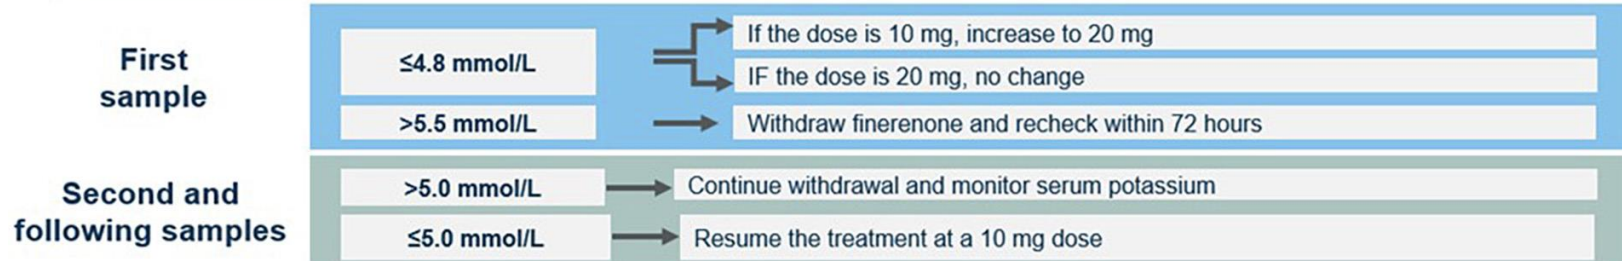 First
sample
≤4.8 mmol/L
If the dose is 10 mg, increase to 20 mg
IF the dose is 20 mg, no change
>5.5 mmol/L
Withdraw finerenone and recheck within 72 hours
Second and
following samples
>5.0 mmol/L
Continue withdrawal and monitor serum potassium
≤5.0 mmol/L
Resume the treatment at a 10 mg dose